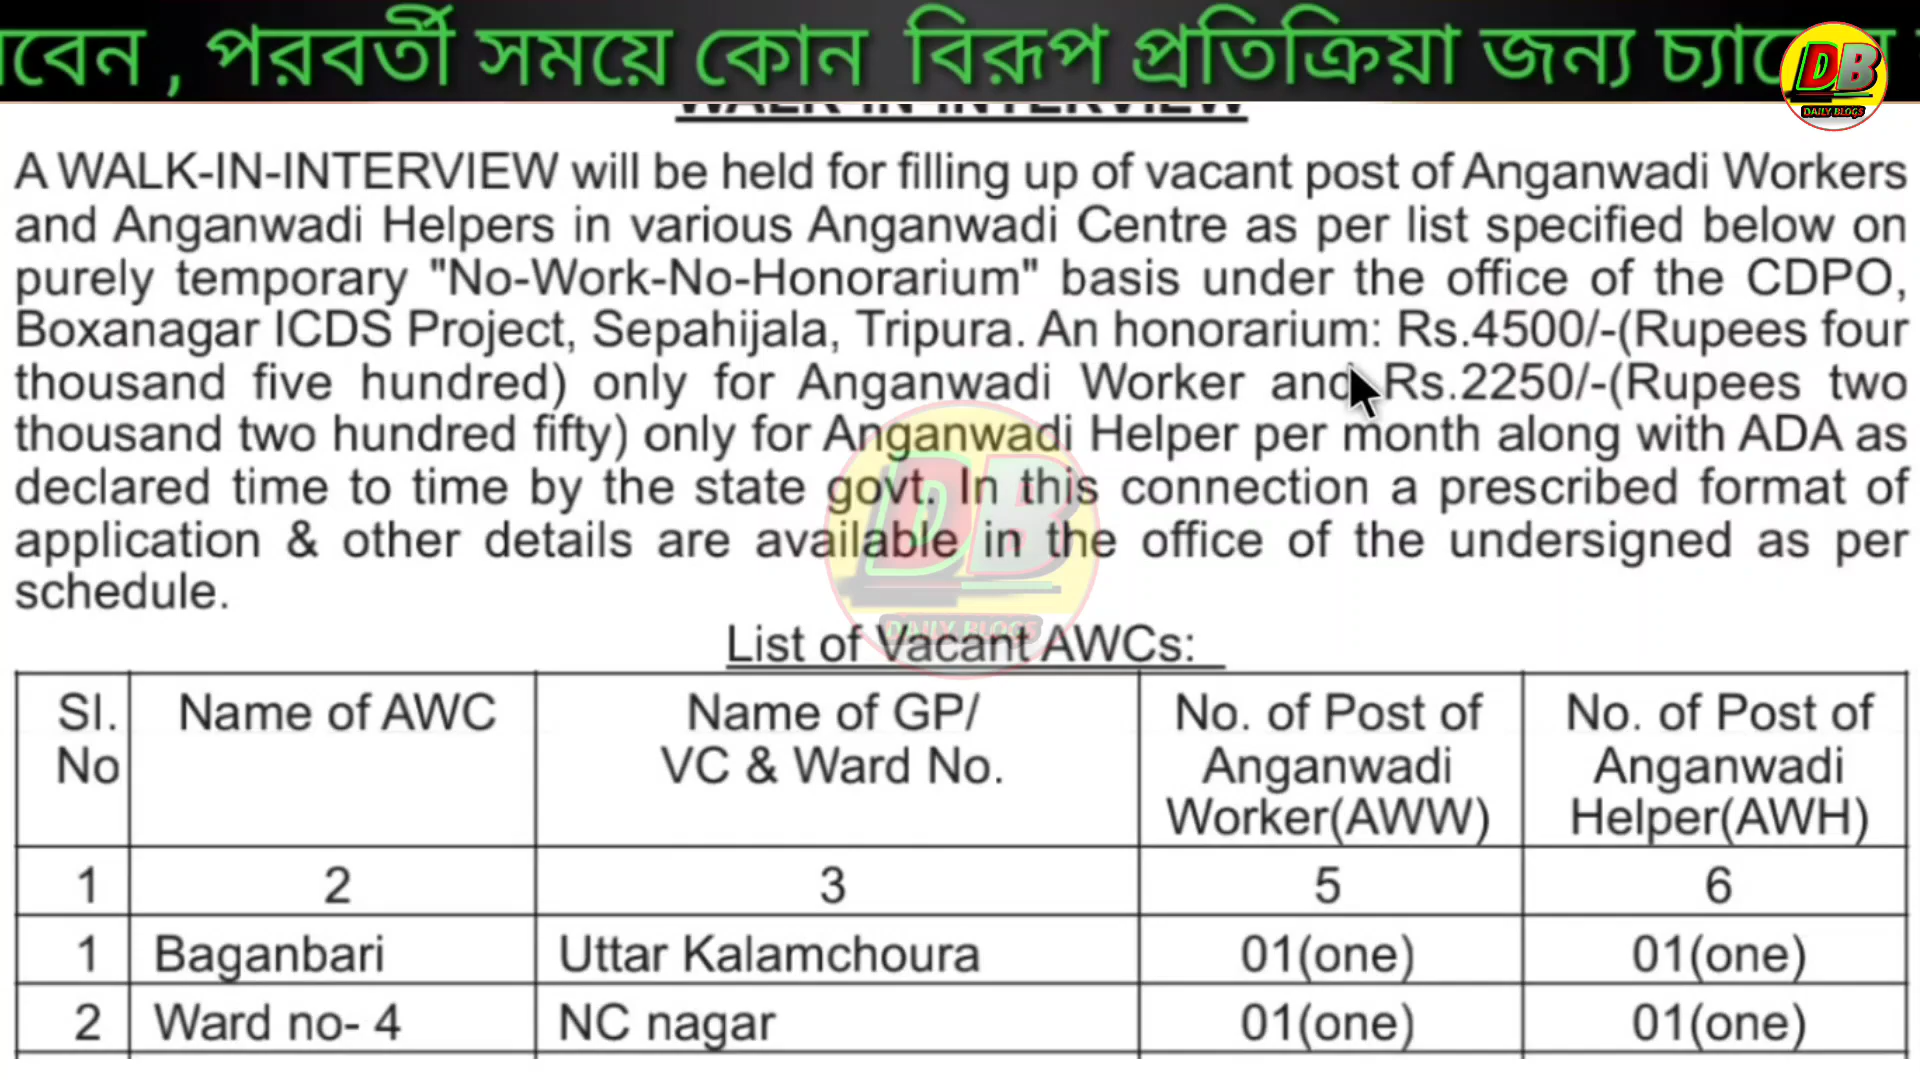 বেন , পরবর্তী সময়ে কোন বিরূপ প্রতিক্রিয়া জন্য
DB
DAILY BLOGS
WALK-IN-INTERVIEW
A WALK-IN-INTERVIEW will be held for filling up of vacant post of Anganwadi Workers
and Anganwadi Helpers in various Anganwadi Centre as per list specified below on
purely temporary "No-Work-No-Honorarium" basis under the office of the CDPO,
Boxanagar ICDS Project, Sepahijala, Tripura. An honorarium: Rs.4500/-(Rupees four
thousand five hundred) only for Anganwadi Worker and Rs.2250/-(Rupees two
thousand two hundred fifty) only for Anganwadi Helper per month along with ADA as
declared time to time by the state govt. In this connection a prescribed format of
application & other details are available in the office of the undersigned as per
schedule.
DB
DAILY BLOGS
List of Vacant AWCs:
Sl. No Name of AWC Name of GP/ VC & Ward No. No. of Post of Anganwadi Worker(AWW) No. of Post of Anganwadi Helper(AWH)
1 2 3 5 6
1 Baganbari Uttar Kalamchoura 01(one) 01(one)
2 Ward no- 4 NC nagar 01(one) 01(one)